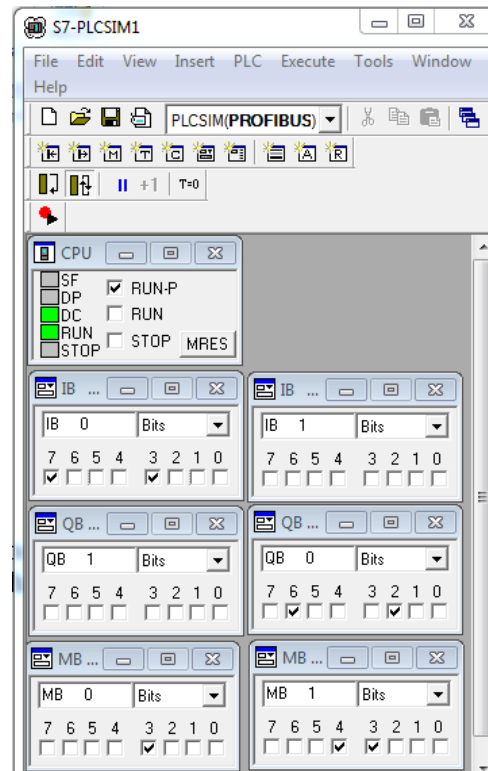 S7-PLCSIM1
File Edit View Insert PLC Execute Tools Window
Help
PLCSIM(PROFIBUS)
+1 T=0
CPU
SF
DP
DC
RUN
STOP
RUN-P
RUN
STOP MRES
IB ...
IB 0 Bits
7 6 5 4 3 2 1 0
IB ...
IB 1 Bits
7 6 5 4 3 2 1 0
QB ...
QB 1 Bits
7 6 5 4 3 2 1 0
QB ...
QB 0 Bits
7 6 5 4 3 2 1 0
MB ...
MB 0 Bits
7 6 5 4 3 2 1 0
MB ...
MB 1 Bits
7 6 5 4 3 2 1 0